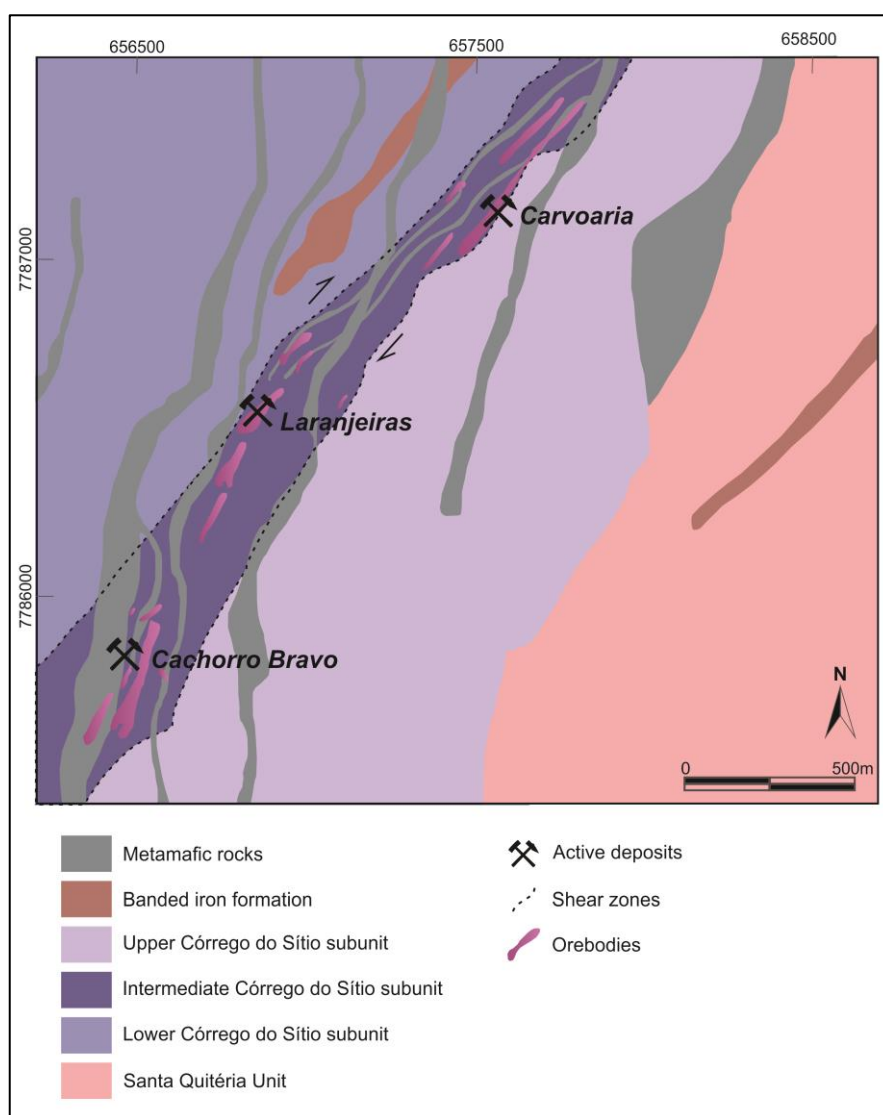 656500
657500
658500
7787000
7786000
Carvoaria
Laranjeiras
Cachorro Bravo
N
0
500m
Metamafic rocks
Banded iron formation
Upper Córrego do Sítio subunit
Intermediate Córrego do Sítio subunit
Lower Córrego do Sítio subunit
Santa Quitéria Unit
Active deposits
Shear zones
Orebodies